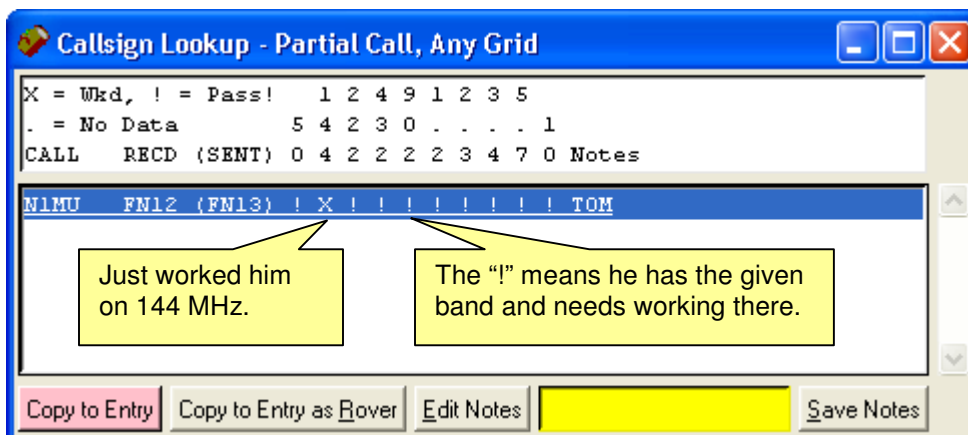 Callsign Lookup - Partial Call, Any Grid
X = Wkd, ! = Pass! 1 2 4 9 1 2 3 5
. = No Data 5 4 2 3 0 . . . . 1
CALL RECD (SENT) 0 4 2 2 2 2 3 4 7 0 Notes
N1MU FN12 (FN13) ! X ! ! ! ! ! ! ! ! TOM
Just worked him
on 144 MHz.
The “!” means he has the given
band and needs working there.
Copy to Entry Copy to Entry as Rover Edit Notes Save Notes